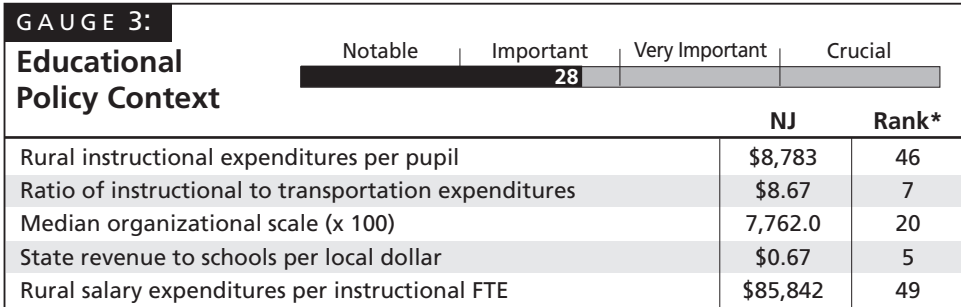 GAUGE 3:
Educational
Policy Context
Notable Important Very Important Crucial
28
NJ Rank*
Rural instructional expenditures per pupil $8,783 46
Ratio of instructional to transportation expenditures $8.67 7
Median organizational scale (x 100) 7,762.0 20
State revenue to schools per local dollar $0.67 5
Rural salary expenditures per instructional FTE $85,842 49